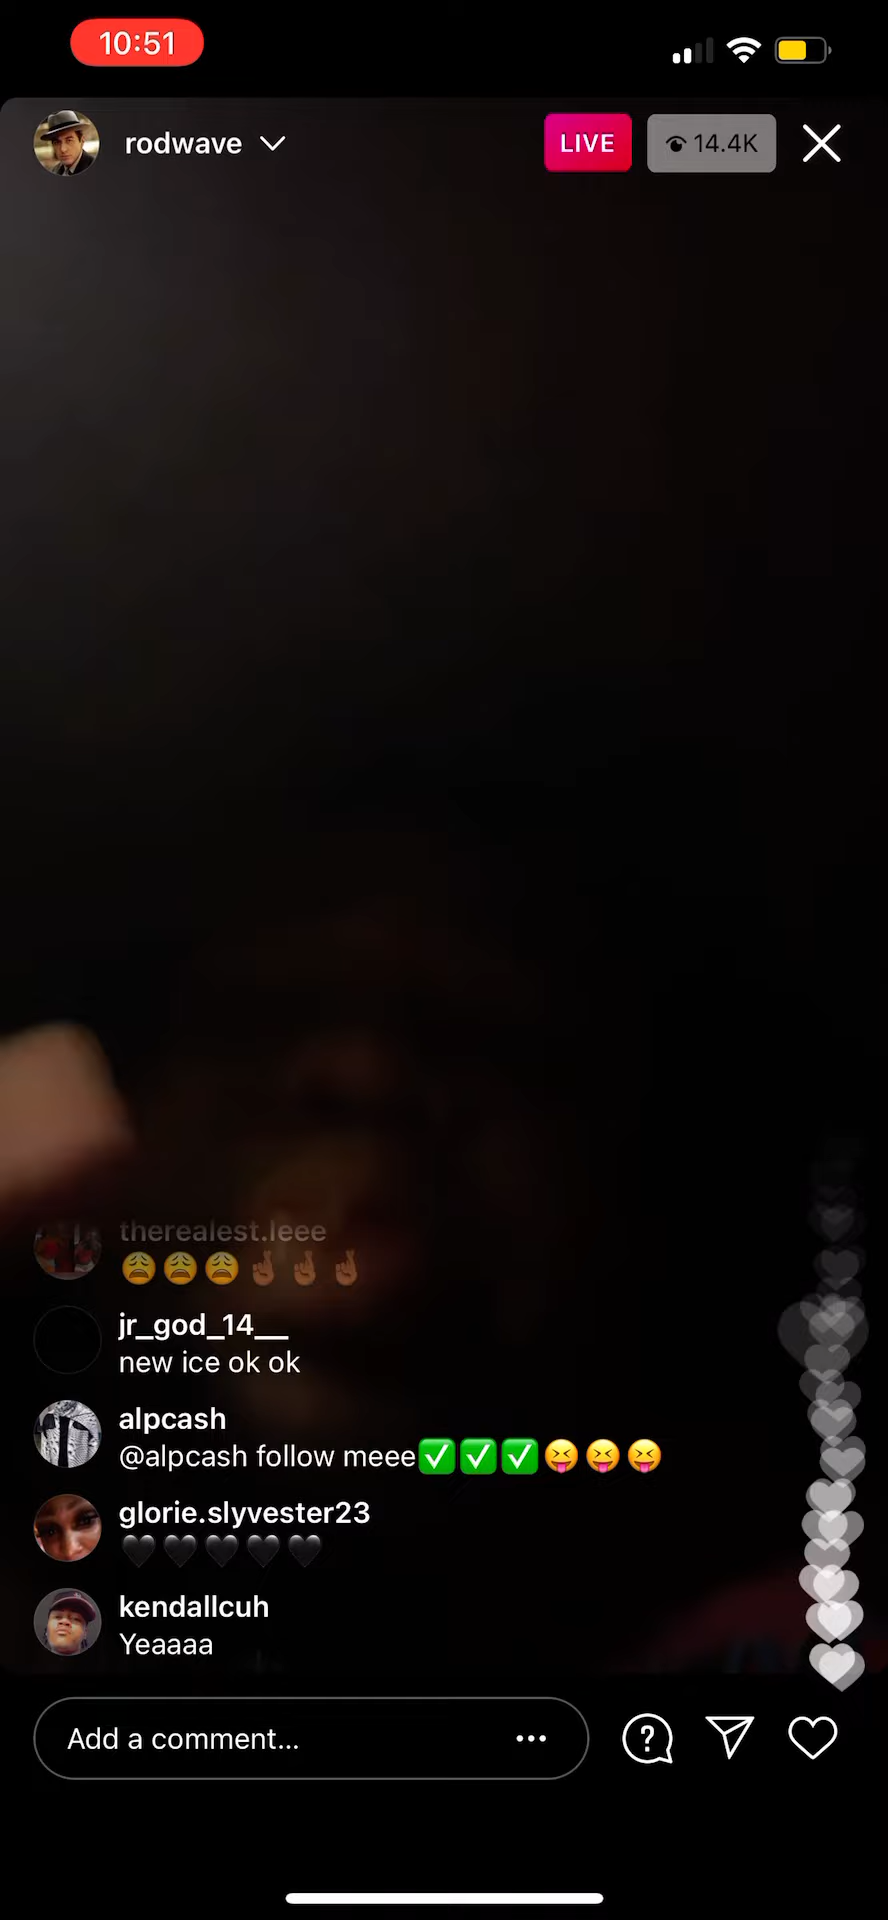 10:51
rodwave
LIVE
14.4K
therealest.leee
😩😩😩🤞🏽🤞🏽🤞🏽
jr_god_14__
new ice ok ok
alpcash
@alpcash follow meee✅✅✅😝😝😝
glorie.slyvester23
🖤🖤🖤🖤🖤
kendallcuh
Yeaaaa
Add a comment...